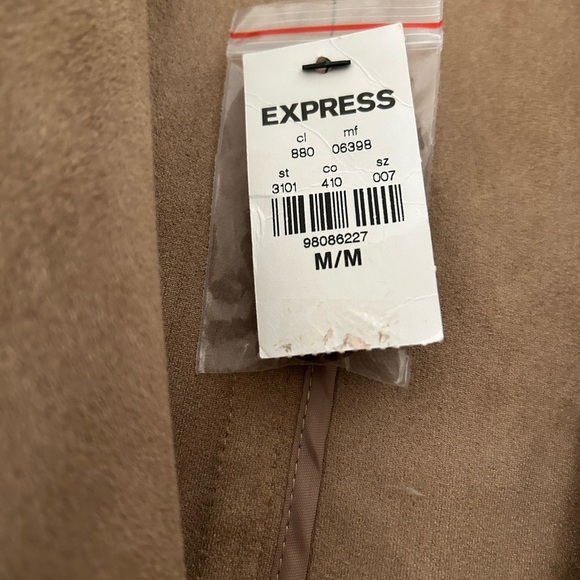 EXPRESS
cl mf
880 06398
st co sz
3101 410 007
98086227
M/M